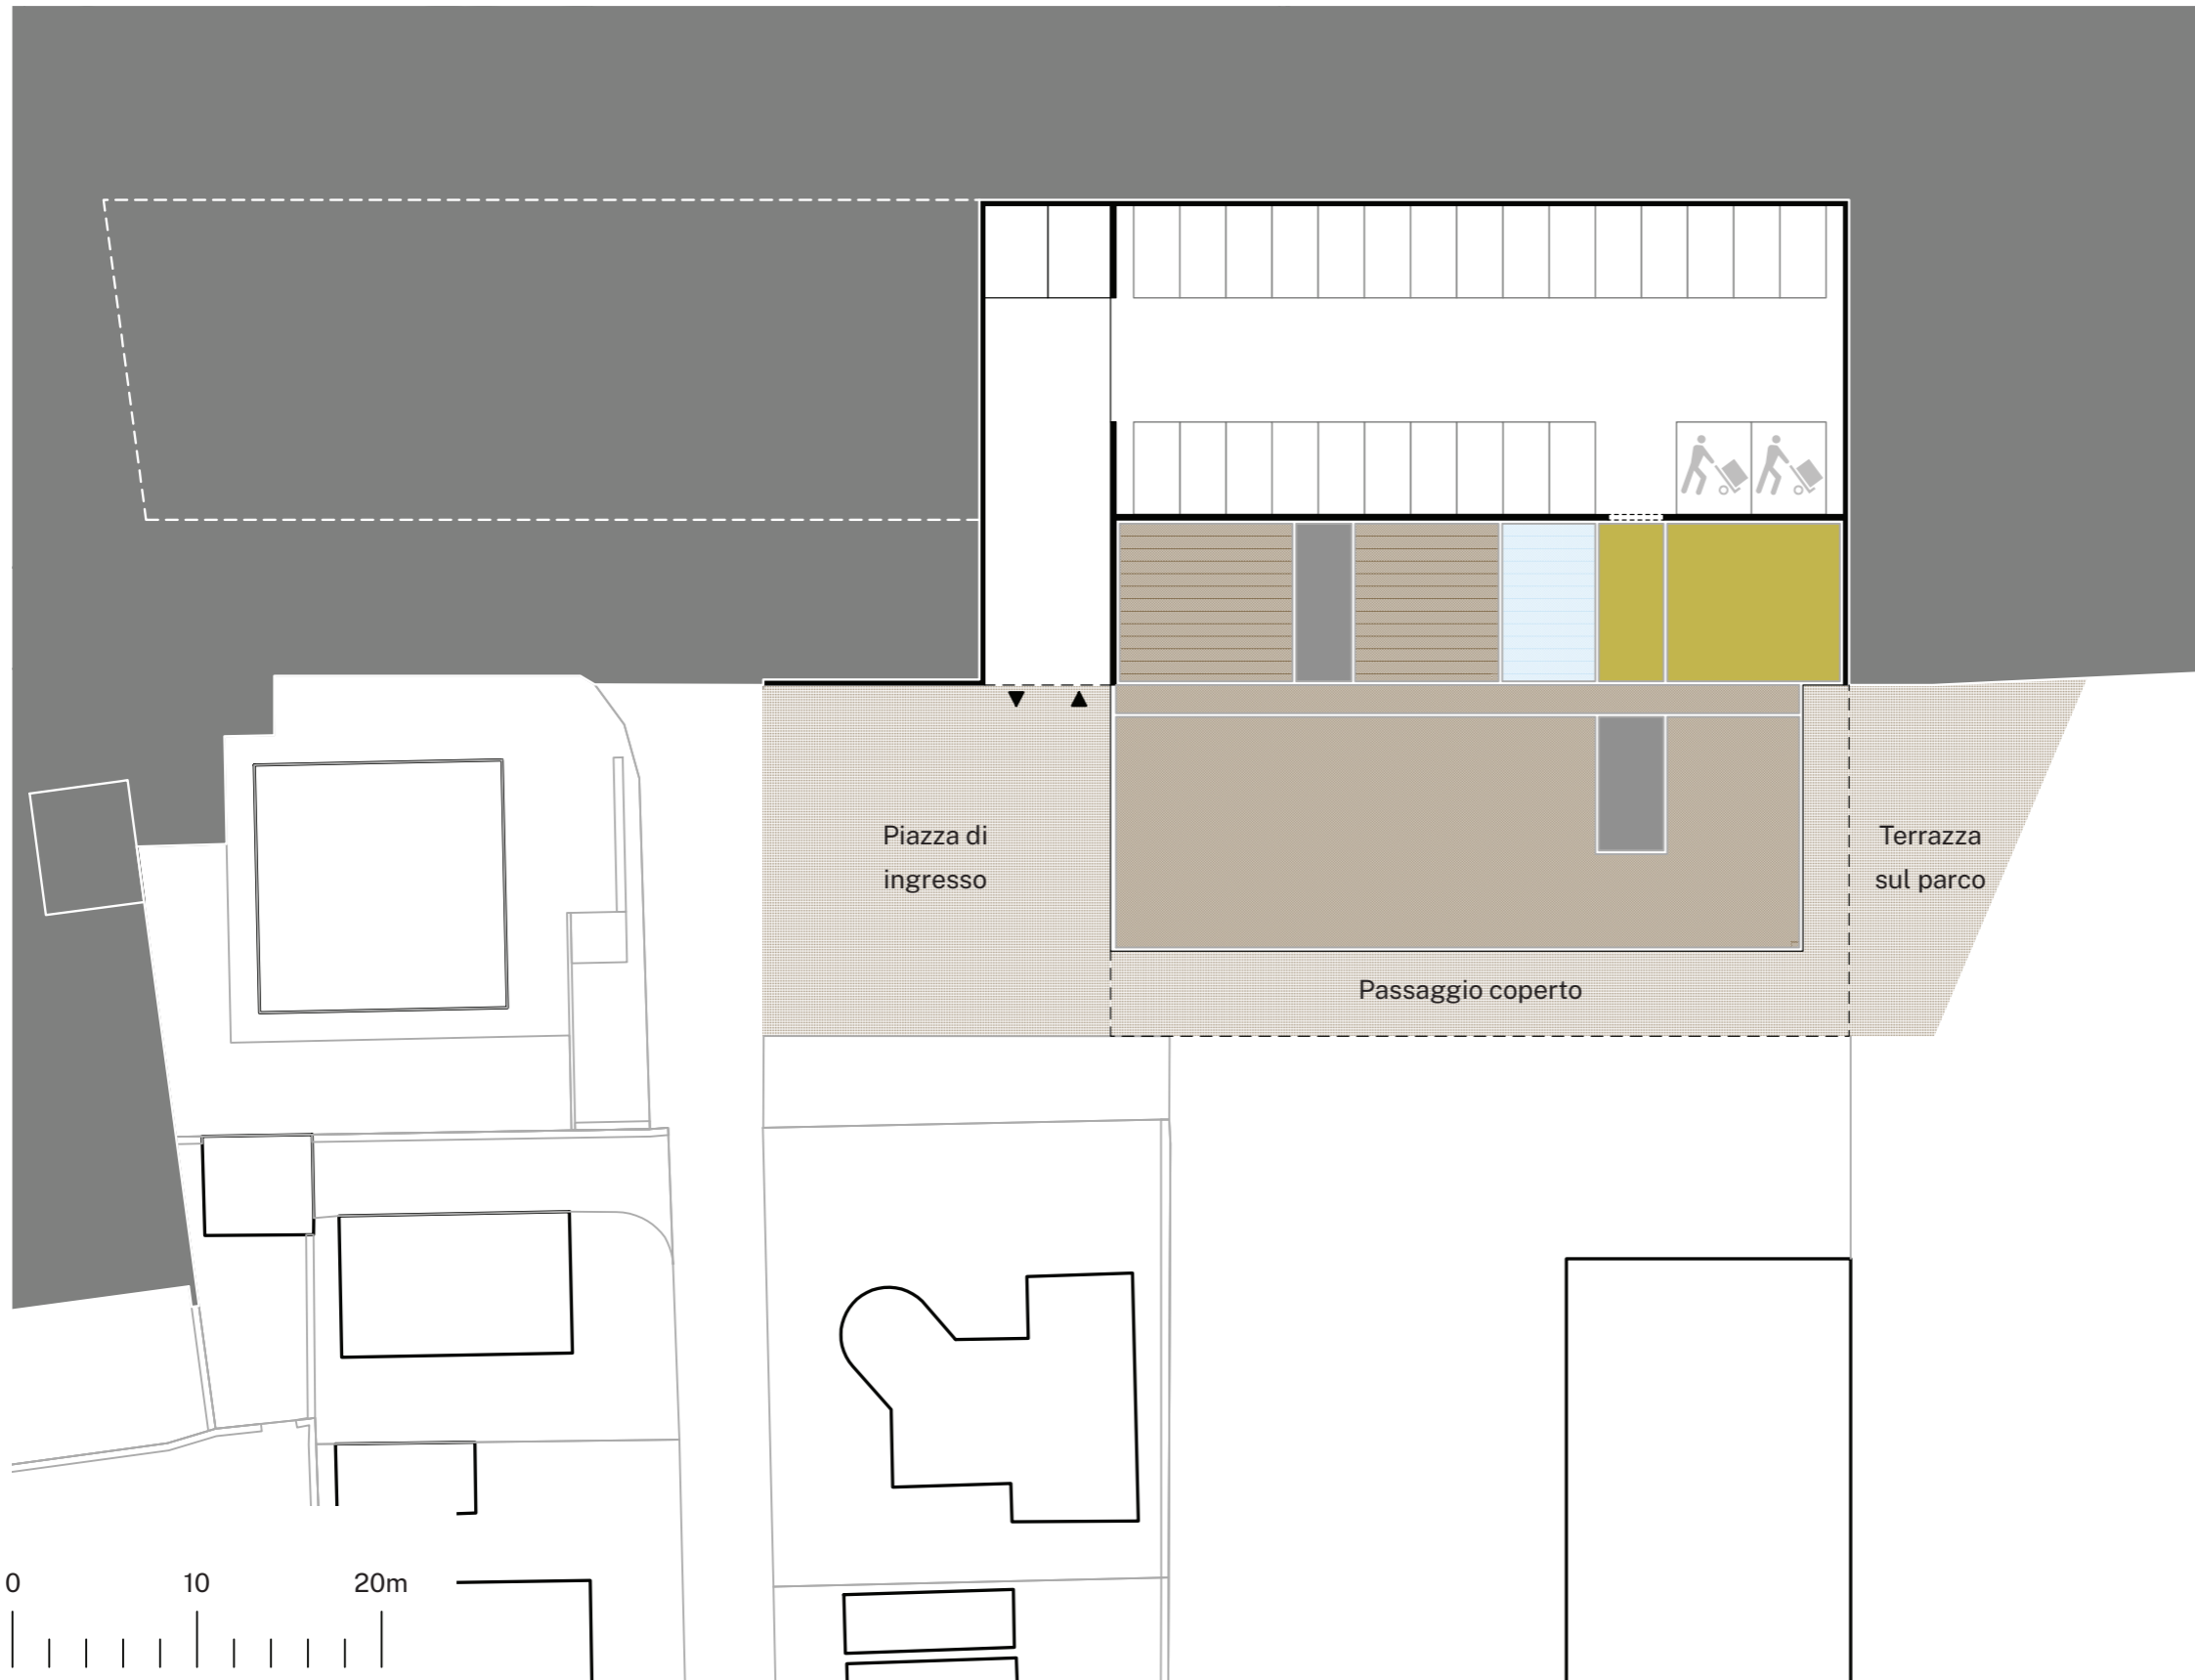 Piazza di
ingresso
Terrazza
sul parco
Passaggio coperto
0 10 20m